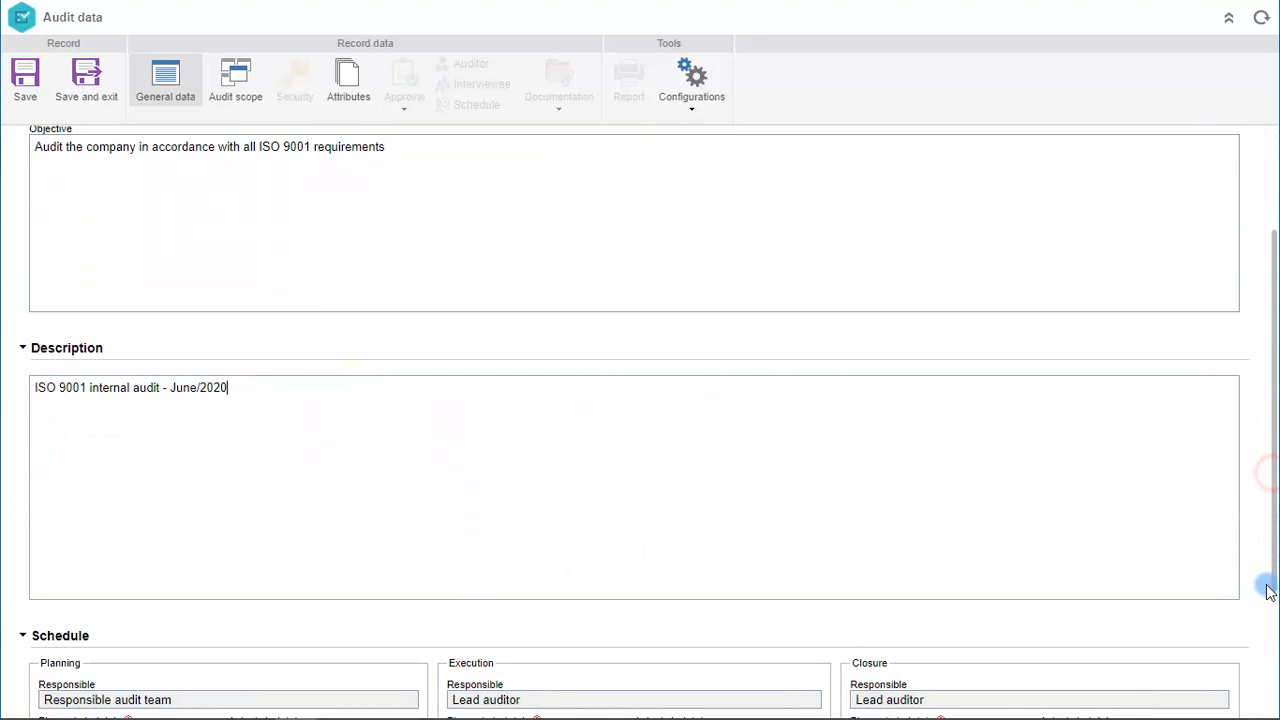 Audit data
Record
Record data
Tools
Save
Save and exit
General data
Audit scope
Security
Attributes
Approval
Auditor
Interviewee
Schedule
Documentation
Report
Configurations
Objective
Audit the company in accordance with all ISO 9001 requirements
Description
ISO 9001 internal audit - June/2020
Schedule
Planning
Execution
Closure
Responsible
Responsible
Responsible
Responsible audit team
Lead auditor
Lead auditor